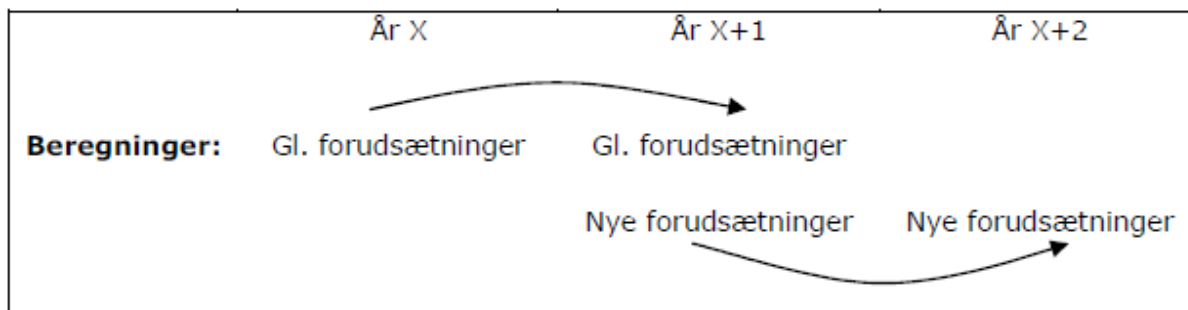 År X År X+1 År X+2
Beregninger: Gl. forudsætninger Gl. forudsætninger
Nye forudsætninger Nye forudsætninger